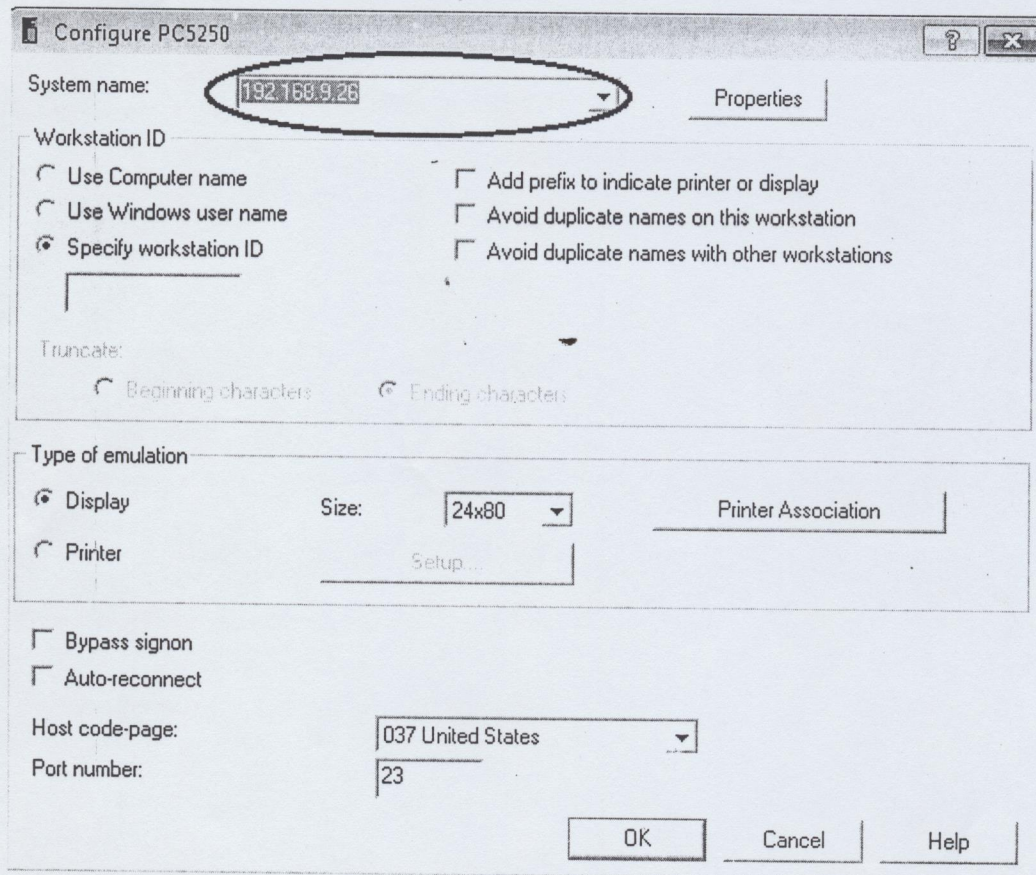 Configure PC5250
System name: 192.168.9.26 Properties
Workstation ID
Use Computer name Add prefix to indicate printer or display
Use Windows user name Avoid duplicate names on this workstation
Specify workstation ID Avoid duplicate names with other workstations
Truncate:
Beginning characters Ending characters
Type of emulation
Display Size: 24x80 Printer Association
Printer Setup....
Bypass signon
Auto-reconnect
Host code-page: 037 United States
Port number: 23
OK Cancel Help